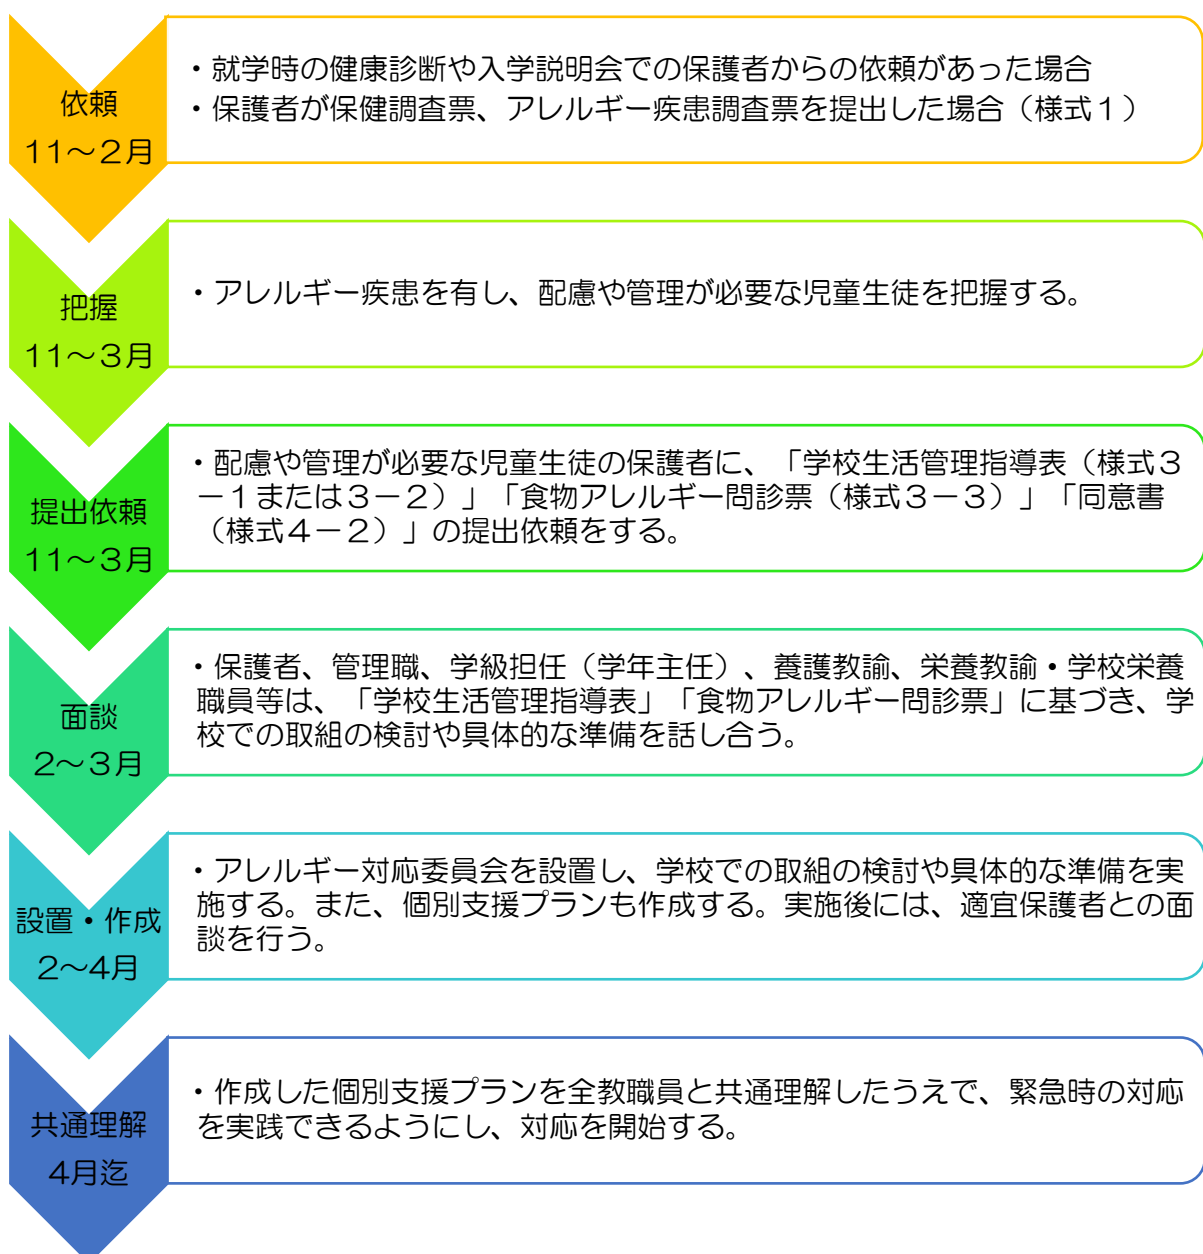 依頼
11～2月
・就学時の健康診断や入学説明会での保護者からの依頼があった場合
・保護者が保健調査票、アレルギー疾患調査票を提出した場合（様式１）
把握
11～3月
・アレルギー疾患を有し、配慮や管理が必要な児童生徒を把握する。
提出依頼
11～3月
・配慮や管理が必要な児童生徒の保護者に、「学校生活管理指導表（様式３
－１または３－２）」「食物アレルギー問診票（様式３－３）」「同意書
（様式４－２）」の提出依頼をする。
面談
2～3月
・保護者、管理職、学級担任（学年主任）、養護教諭、栄養教諭・学校栄養
職員等は、「学校生活管理指導表」「食物アレルギー問診票」に基づき、学
校での取組の検討や具体的な準備を話し合う。
設置・作成
2～4月
・アレルギー対応委員会を設置し、学校での取組の検討や具体的な準備を実
施する。また、個別支援プランも作成する。実施後には、適宜保護者との面
談を行う。
共通理解
4月迄
・作成した個別支援プランを全教職員と共通理解したうえで、緊急時の対応
を実践できるようにし、対応を開始する。